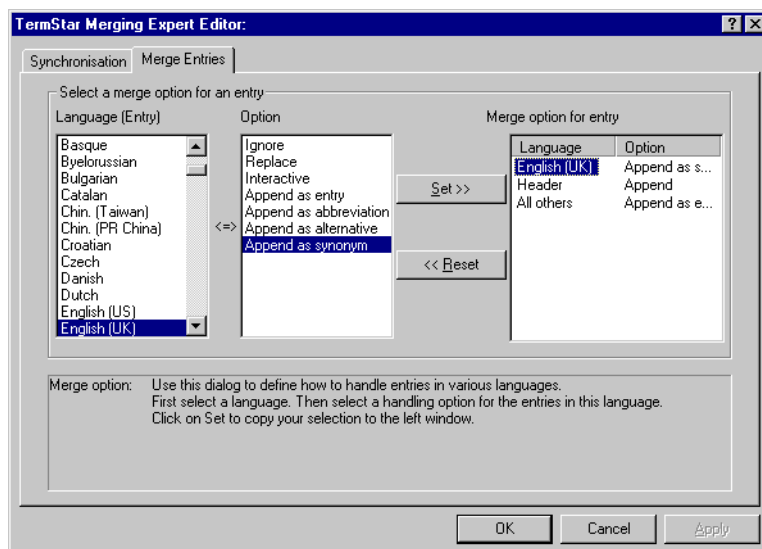 TermStar Merging Expert Editor:
Synchronisation
Merge Entries
Select a merge option for an entry
Language (Entry)
Option
Merge option for entry
Basque
Byelorussian
Bulgarian
Catalan
Chin. (Taiwan)
Chin. (PR China)
Croatian
Czech
Danish
Dutch
English (US)
English (UK)
<=>
Ignore
Replace
Interactive
Append as entry
Append as abbreviation
Append as alternative
Append as synonym
Set >>
<< Reset
Language Option
English (UK) Append as s...
Header Append
All others Append as e...
Merge option: Use this dialog to define how to handle entries in various languages.
First select a language. Then select a handling option for the entries in this language.
Click on Set to copy your selection to the left window.
OK
Cancel
Apply